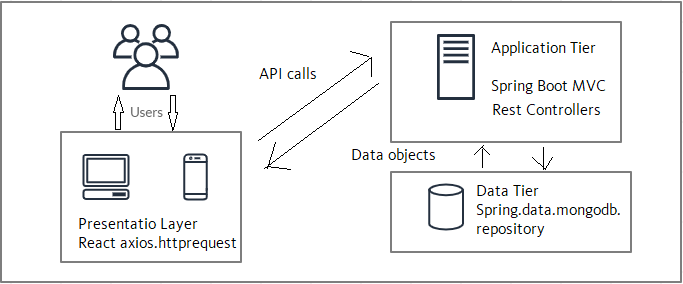 Users
Presentatio Layer
React axios.httprequest
API calls
Data objects
Application Tier
Spring Boot MVC
Rest Controllers
Data Tier
Spring.data.mongodb.
repository